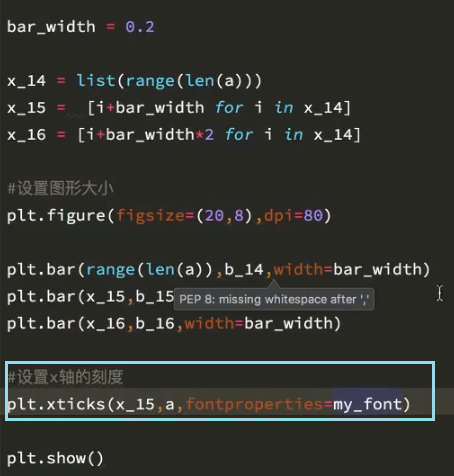 bar_width = 0.2
x_14 = list(range(len(a)))
x_15 =  [i+bar_width for i in x_14]
x_16 = [i+bar_width*2 for i in x_14]
#设置图形大小
plt.figure(figsize=(20,8),dpi=80)
plt.bar(range(len(a)),b_14,width=bar_width)
plt.bar(x_15,b_15
PEP 8: missing whitespace after ','
plt.bar(x_16,b_16,width=bar_width)
#设置x轴的刻度
plt.xticks(x_15,a,fontproperties=my_font)
plt.show()